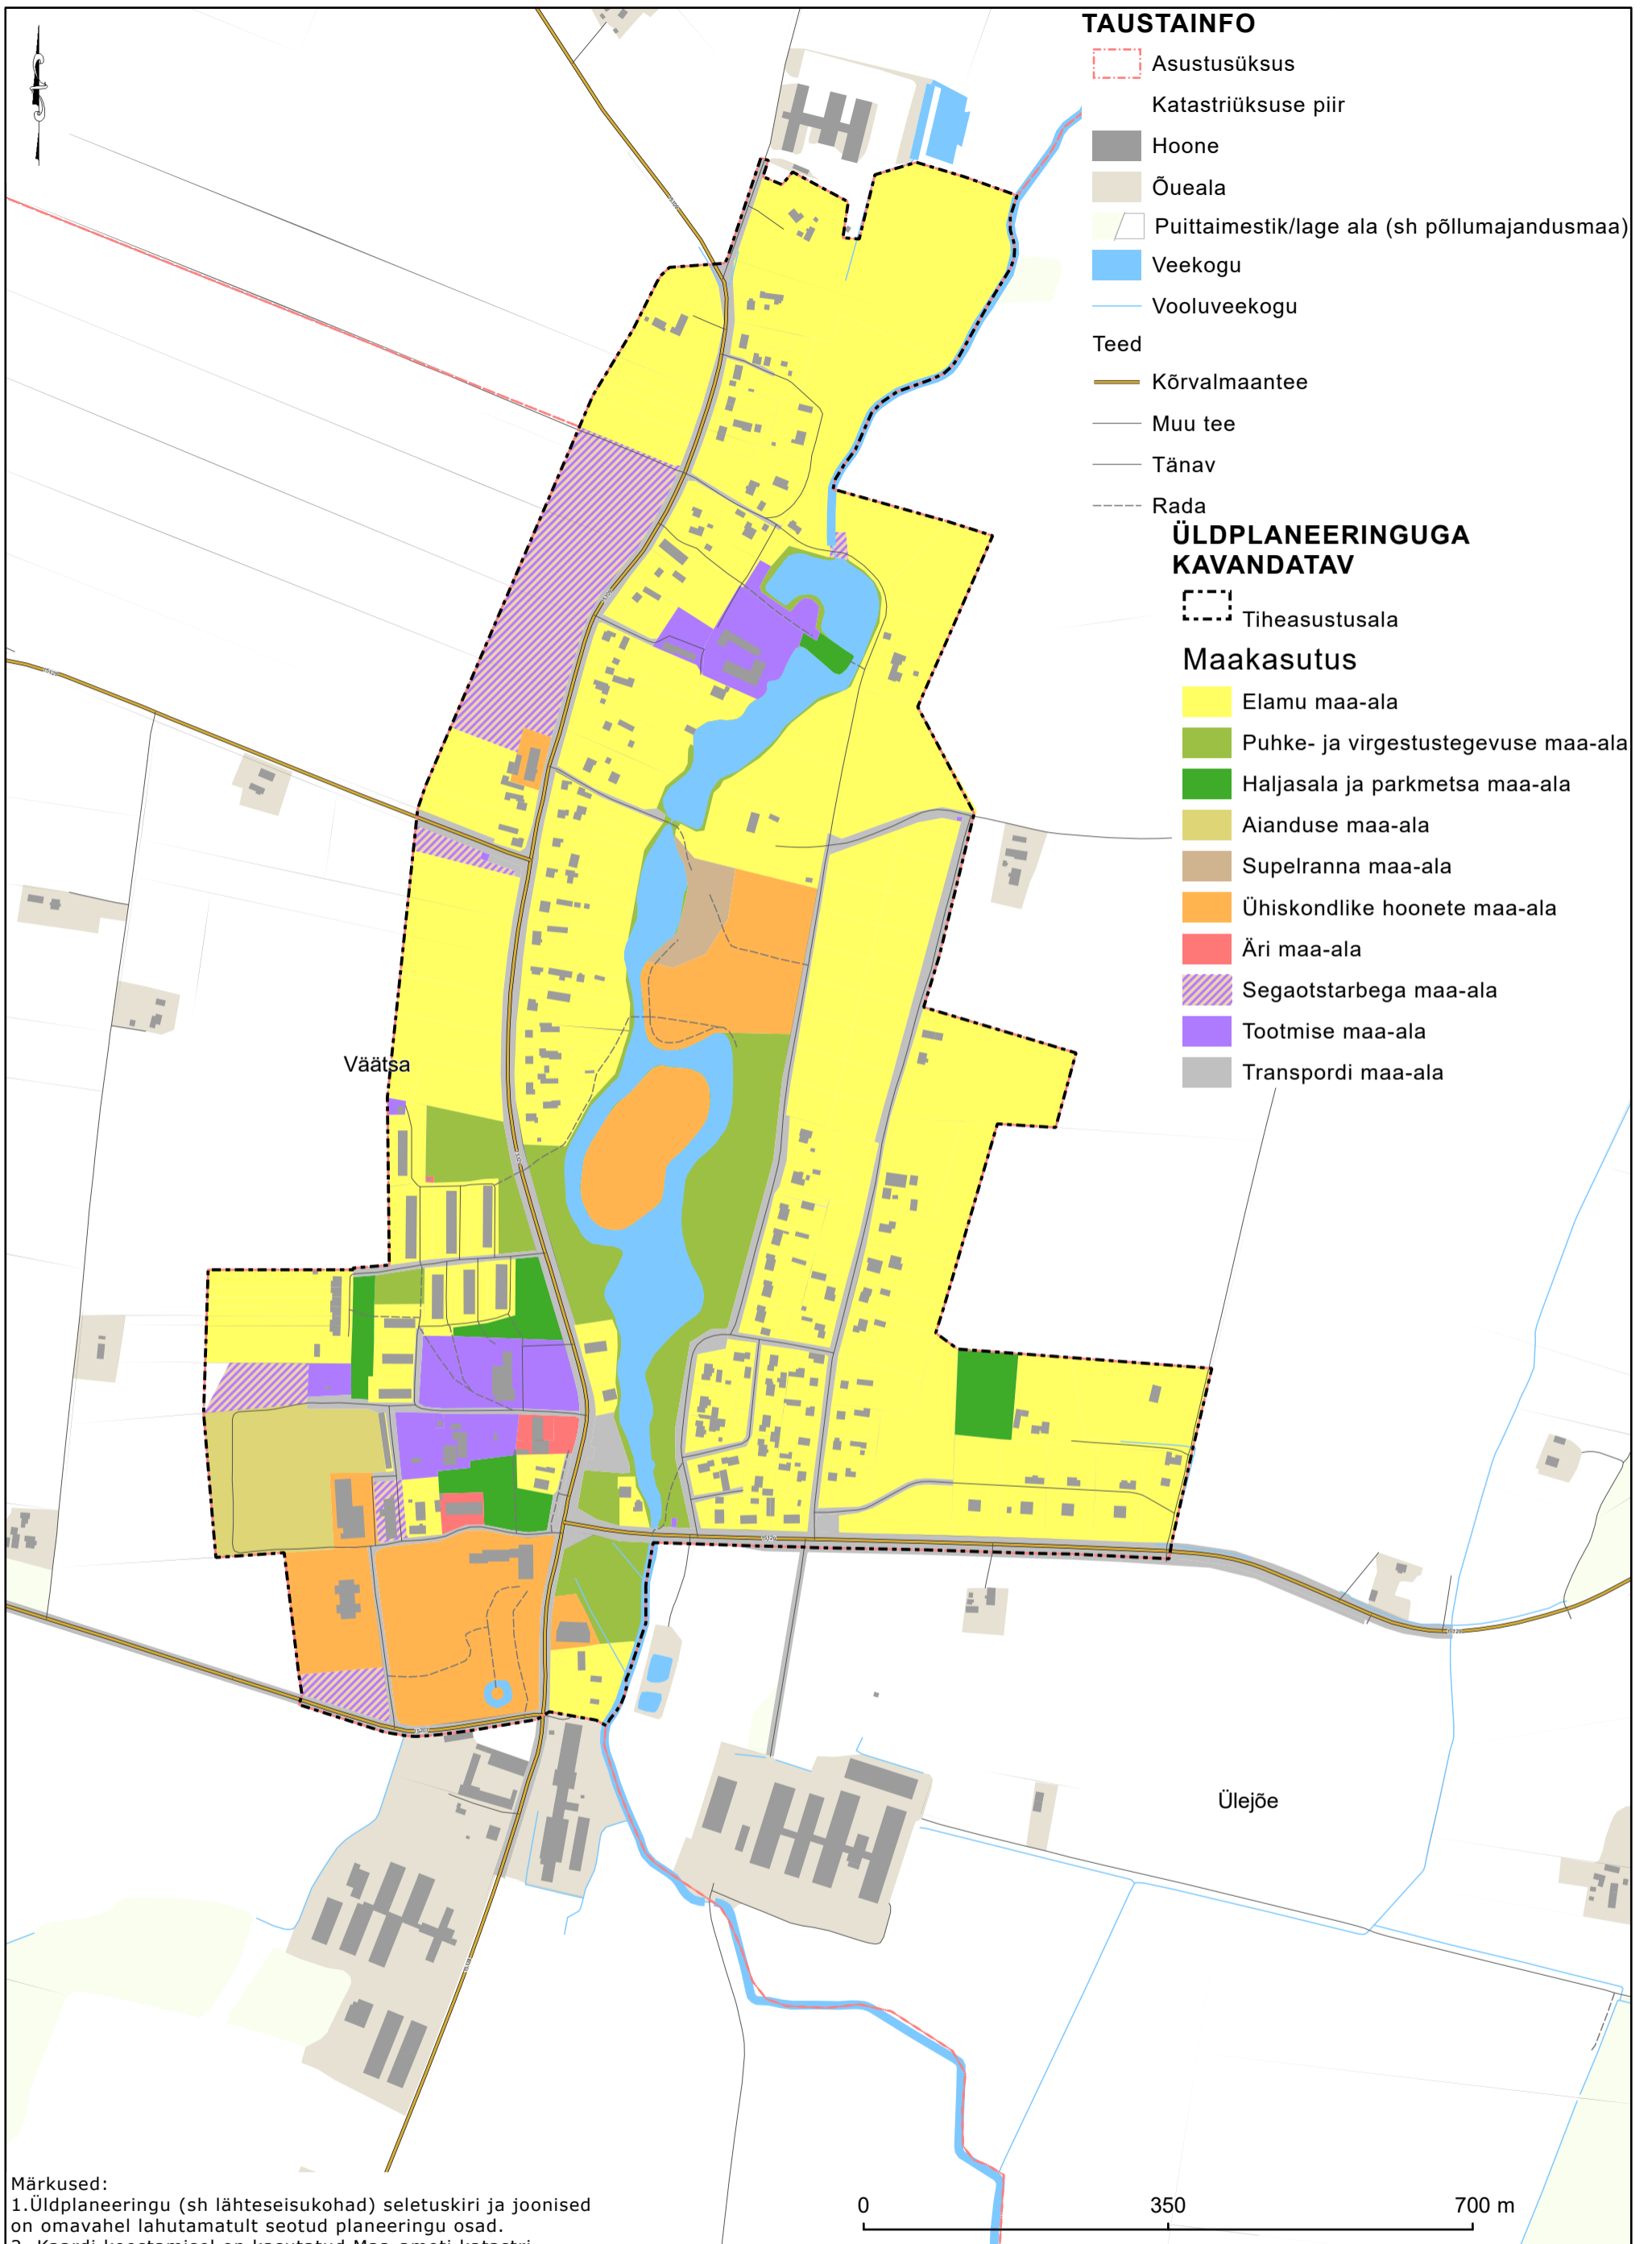 TAUSTAINFO
Asustusüksus
Katastriüksuse piir
Hoone
Õueala
Puittaimestik/lage ala (sh põllumajandusmaa)
Veekogu
Vooluveekogu
Teed
Kõrvalmaantee
Muu tee
Tänav
Rada
ÜLDPLANEERINGUGA
KAVANDATAV
Tiheasustusala
Maakasutus
Elamu maa-ala
Puhke- ja virgestustegevuse maa-ala
Haljasala ja parkmetsa maa-ala
Aianduse maa-ala
Supelranna maa-ala
Ühiskondlike hoonete maa-ala
Äri maa-ala
Segaotstarbega maa-ala
Tootmise maa-ala
Transpordi maa-ala
Väätsa
Ülejõe
Märkused:
1.Üldplaneeringu (sh lähteseisukohad) seletuskiri ja joonised
on omavahel lahutamatult seotud planeeringu osad.
0 350 700 m